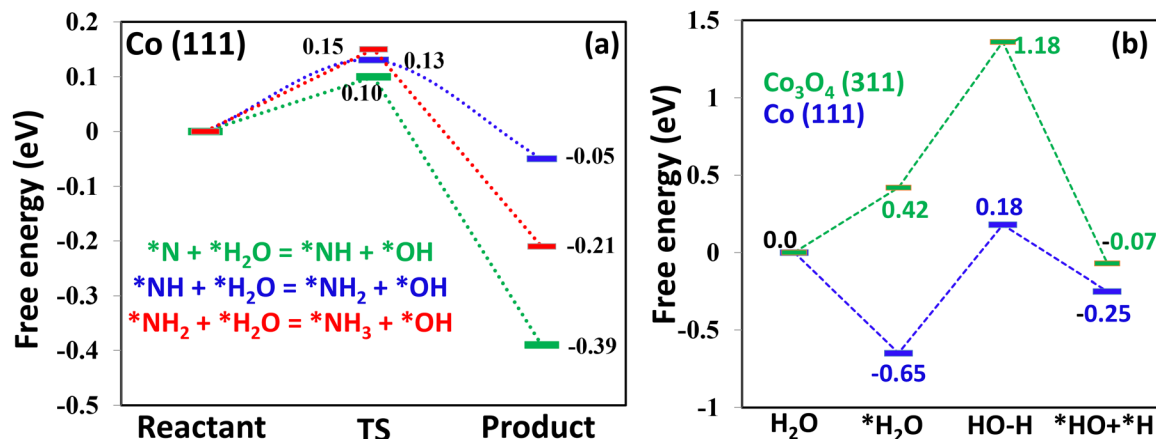 Co (111)
(a)
0.15
0.13
0.10
-0.05
-0.21
-0.39
*N + *H₂O = *NH + *OH
*NH + *H₂O = *NH₂ + *OH
*NH₂ + *H₂O = *NH₃ + *OH
Free energy (eV)
0.2
0.1
0
-0.1
-0.2
-0.3
-0.4
-0.5
Reactant
TS
Product
(b)
Co₃O₄ (311)
Co (111)
1.18
0.42
0.0
0.18
-0.07
-0.25
-0.65
Free energy (eV)
1.5
1
0.5
0
-0.5
-1
H₂O
*H₂O
HO-H
*HO+*H